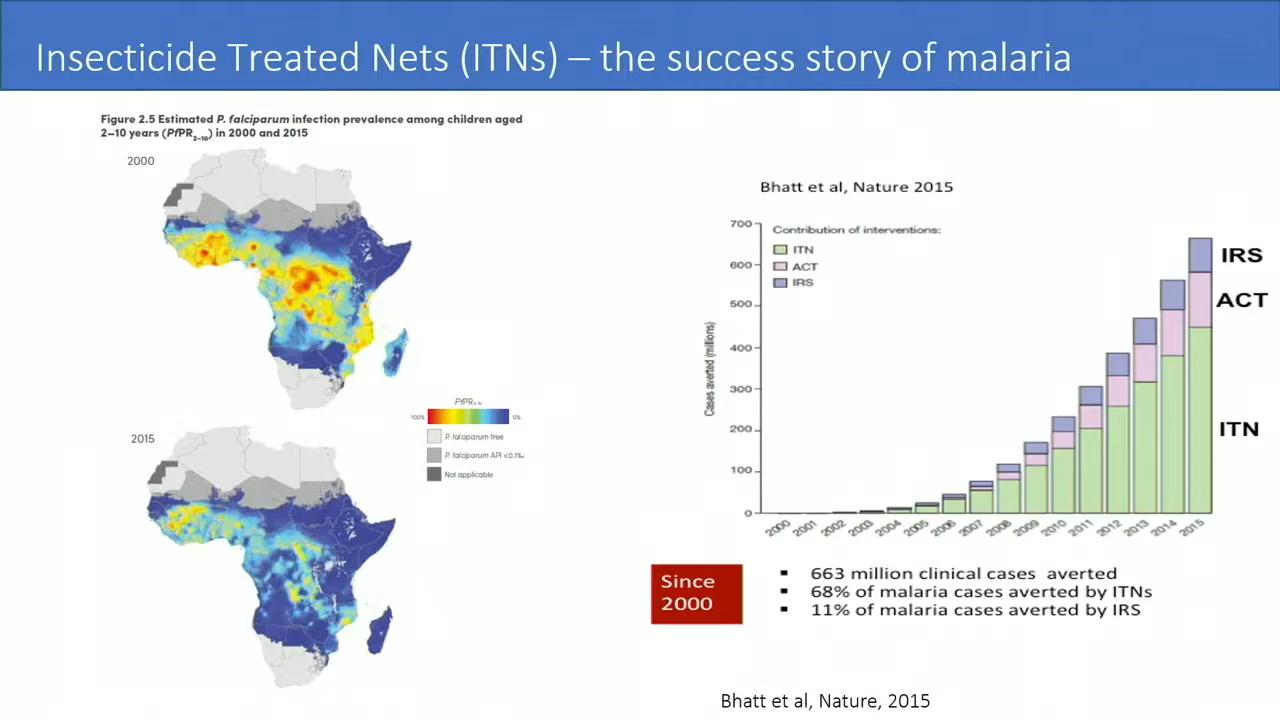 Insecticide Treated Nets (ITNs) – the success story of malaria
Figure 2.5 Estimated P. falciparum infection prevalence among children aged
2–10 years (PfPR2–10) in 2000 and 2015
2000
2015
PfPR2–10
100%
0%
P. falciparum free
P. falciparum API <0.1‰
Not applicable
Bhatt et al, Nature 2015
Contribution of interventions:
ITN
ACT
IRS
Cases averted (millions)
700
600
500
400
300
200
100
0
2000
2001
2002
2003
2004
2005
2006
2007
2008
2009
2010
2011
2012
2013
2014
2015
IRS
ACT
ITN
Since
2000
▪ 663 million clinical cases averted
▪ 68% of malaria cases averted by ITNs
▪ 11% of malaria cases averted by IRS
Bhatt et al, Nature, 2015